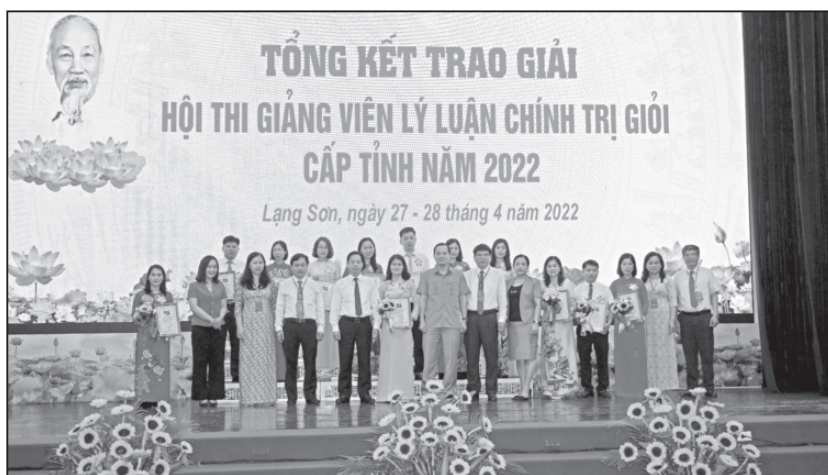 TỔNG KẾT TRAO GIẢI
HỘI THI GIẢNG VIÊN LÝ LUẬN CHÍNH TRỊ GIỎI
CẤP TỈNH NĂM 2022
Lạng Sơn, ngày 27 - 28 tháng 4 năm 2022